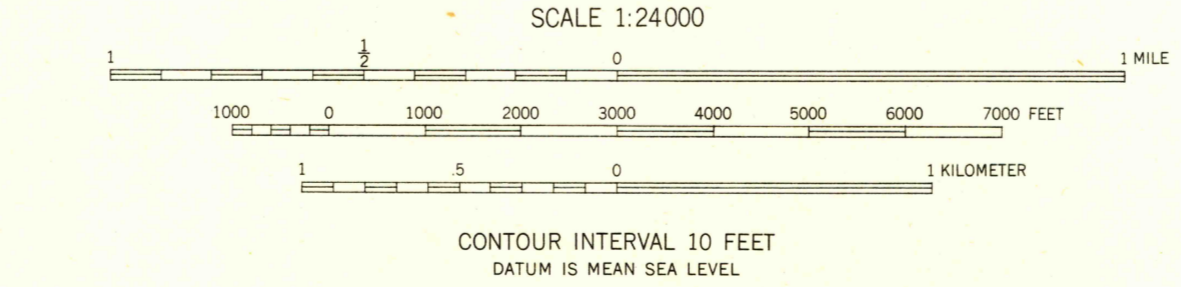 SCALE 1:24000
1 1/2 0 1 MILE
1000 0 1000 2000 3000 4000 5000 6000 7000 FEET
1 .5 0 1 KILOMETER
CONTOUR INTERVAL 10 FEET
DATUM IS MEAN SEA LEVEL